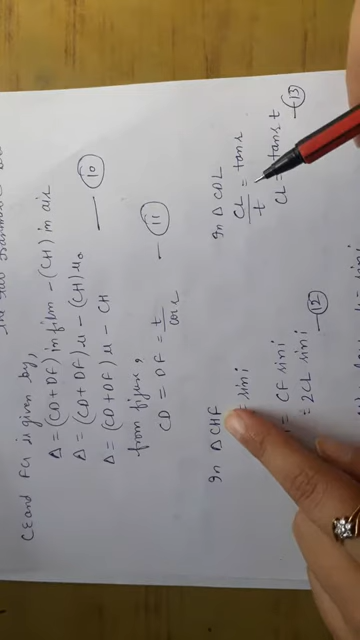 CE and FG is given by,
Δ = (CD + DF) in film - (CH) in air
Δ = (CD + DF) μ - (CH) μ₀ — (10)
Δ = (CD + DF) μ - CH
from figure,
CD = DF = t/cos r — (11)
In Δ CHF
sin i
= CF sin i
= 2CL sin i — (12)
In Δ CDL
CL/t = tan r
CL = tan r t — (13)